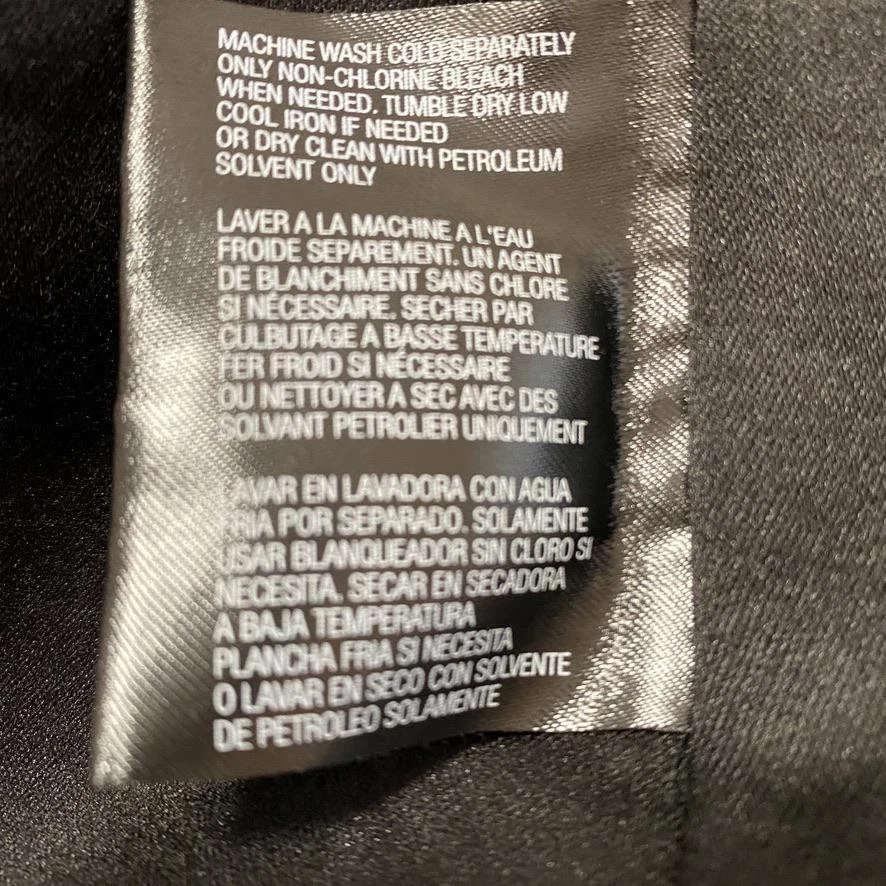 MACHINE WASH COLD SEPARATELY
ONLY NON-CHLORINE BLEACH
WHEN NEEDED. TUMBLE DRY LOW
COOL IRON IF NEEDED
OR DRY CLEAN WITH PETROLEUM
SOLVENT ONLY
LAVER A LA MACHINE A L'EAU
FROIDE SEPAREMENT. UN AGENT
DE BLANCHIMENT SANS CHLORE
SI NÉCESSAIRE. SECHER PAR
CULBUTAGE A BASSE TEMPERATURE
FER FROID SI NÉCESSAIRE
OU NETTOYER A SEC AVEC DES
SOLVANT PETROLIER UNIQUEMENT
LAVAR EN LAVADORA CON AGUA
FRIA POR SEPARADO. SOLAMENTE
USAR BLANQUEADOR SIN CLORO SI
NECESITA. SECAR EN SECADORA
A BAJA TEMPERATURA
PLANCHA FRIA SI NECESITA
O LAVAR EN SECO CON SOLVENTE
DE PETROLEO SOLAMENTE